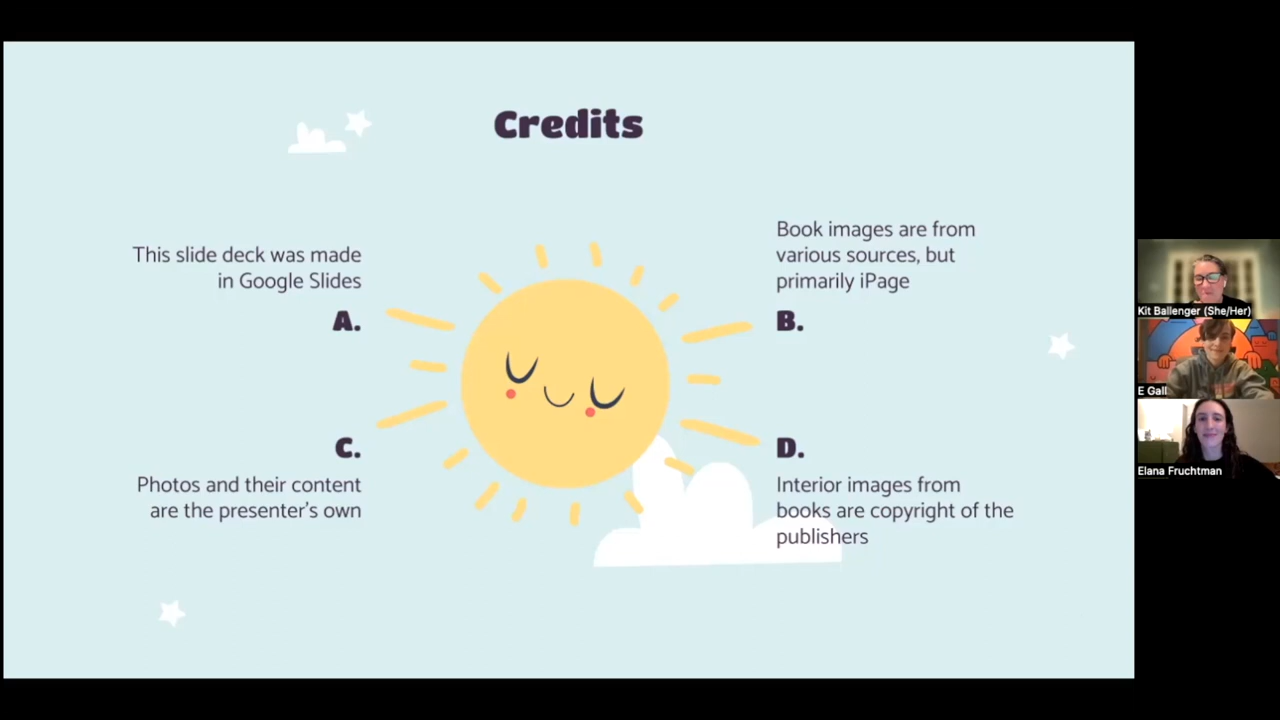 Credits
This slide deck was made
in Google Slides
A.
Book images are from
various sources, but
primarily iPage
B.
C.
Photos and their content
are the presenter's own
D.
Interior images from
books are copyright of the
publishers
Kit Ballenger (She/Her)
E Gall
Elana Fruchtman